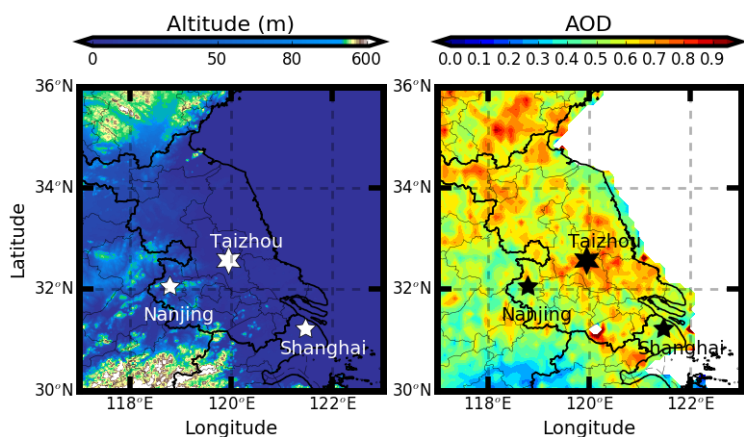 Altitude (m)
0 50 80 600
AOD
0.0 0.1 0.2 0.3 0.4 0.5 0.6 0.7 0.8 0.9
36°N
34°N
32°N
30°N
Latitude
Taizhou
Nanjing
Shanghai
118°E 120°E 122°E
Longitude
36°N
34°N
32°N
30°N
Taizhou
Nanjing
Shanghai
118°E 120°E 122°E
Longitude